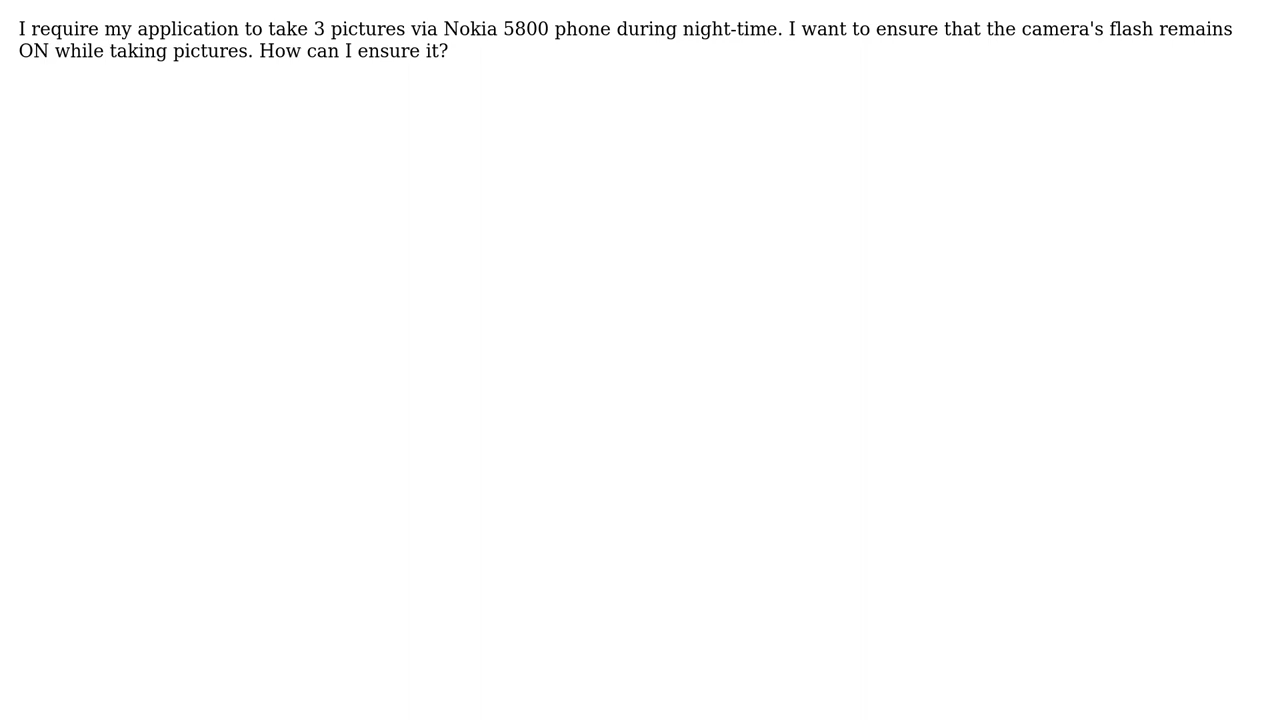 I require my application to take 3 pictures via Nokia 5800 phone during night-time. I want to ensure that the camera's flash remains
ON while taking pictures. How can I ensure it?